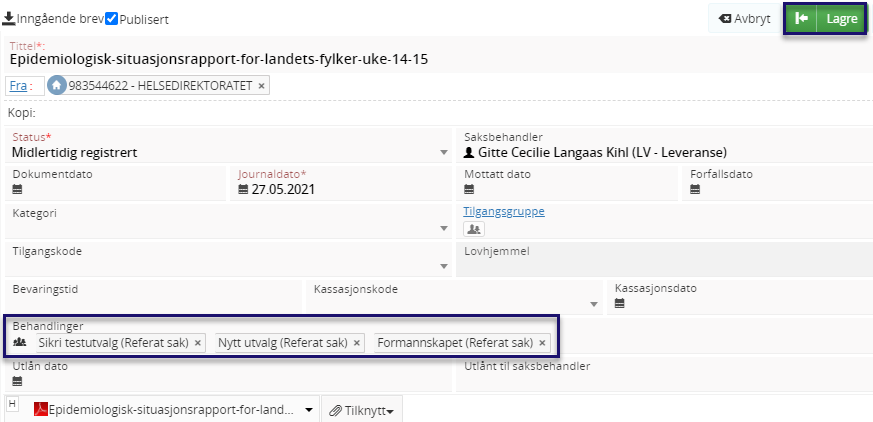 Inngående brev Publisert Avbryt Lagre
Tittel*:
Epidemiologisk-situasjonsrapport-for-landets-fylker-uke-14-15
Fra : 983544622 - HELSEDIREKTORATET ×
Kopi:
Status* Saksbehandler
Midlertidig registrert Gitte Cecilie Langaas Kihl (LV - Leveranse)
Dokumentdato Journaldato* Mottatt dato Forfallsdato
27.05.2021
Kategori Tilgangsgruppe
Tilgangskode Lovhjemmel
Bevaringstid Kassasjonskode Kassasjonsdato
Behandlinger
Sikri testutvalg (Referat sak) × Nytt utvalg (Referat sak) × Formannskapet (Referat sak) ×
Utlån dato Utlånt til saksbehandler
H Epidemiologisk-situasjonsrapport-for-land... Tilknytt